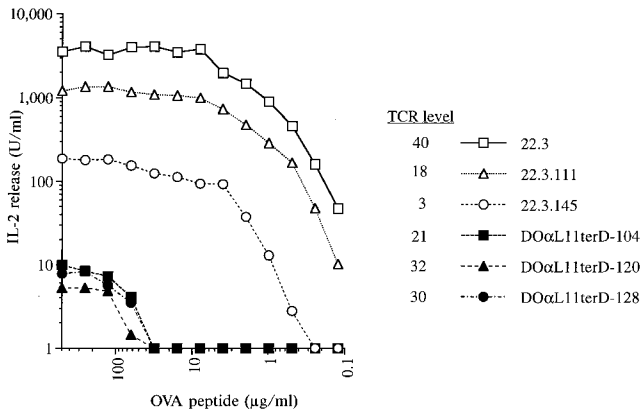 10,000
1,000
100
10
1
IL-2 release (U/ml)
100
10
1
0.1
OVA peptide (µg/ml)
TCR level
40 22.3
18 22.3.111
3 22.3.145
21 DOαL11terD-104
32 DOαL11terD-120
30 DOαL11terD-128